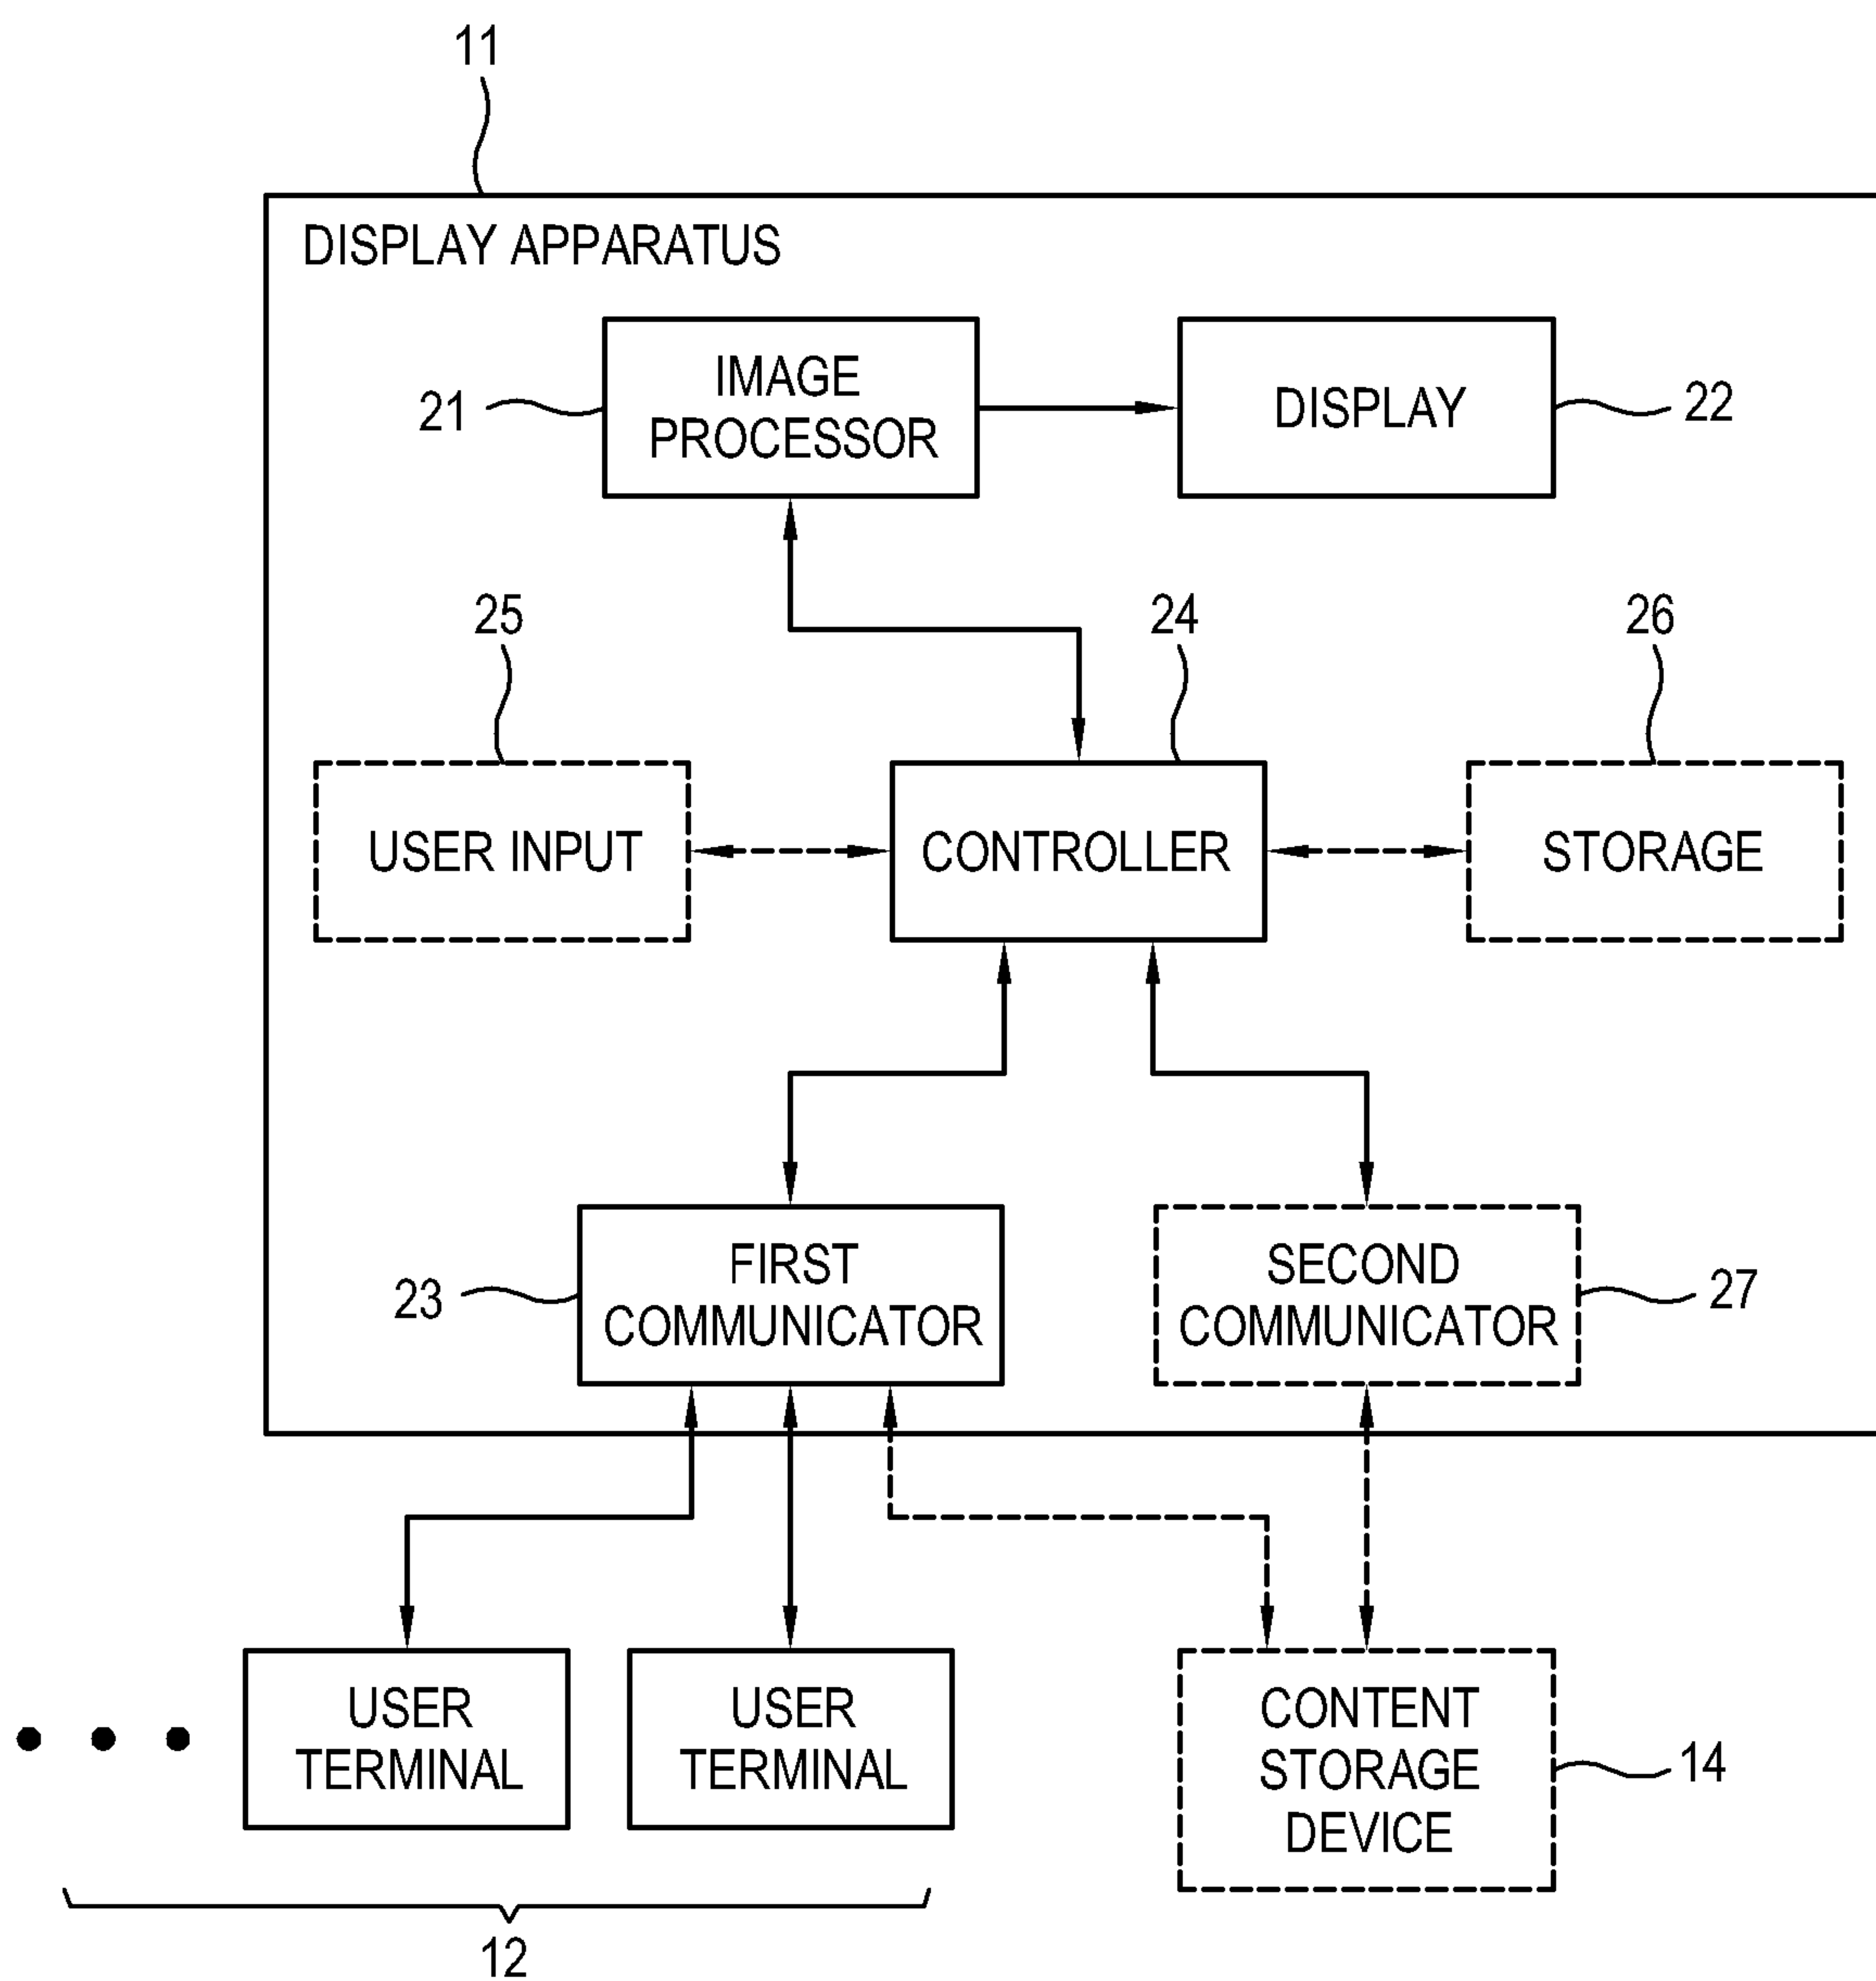 11
DISPLAY APPARATUS
IMAGE
PROCESSOR
21
DISPLAY
22
25
24
26
USER INPUT
CONTROLLER
STORAGE
FIRST
COMMUNICATOR
23
SECOND
COMMUNICATOR
27
USER
TERMINAL
USER
TERMINAL
CONTENT
STORAGE
DEVICE
14
12